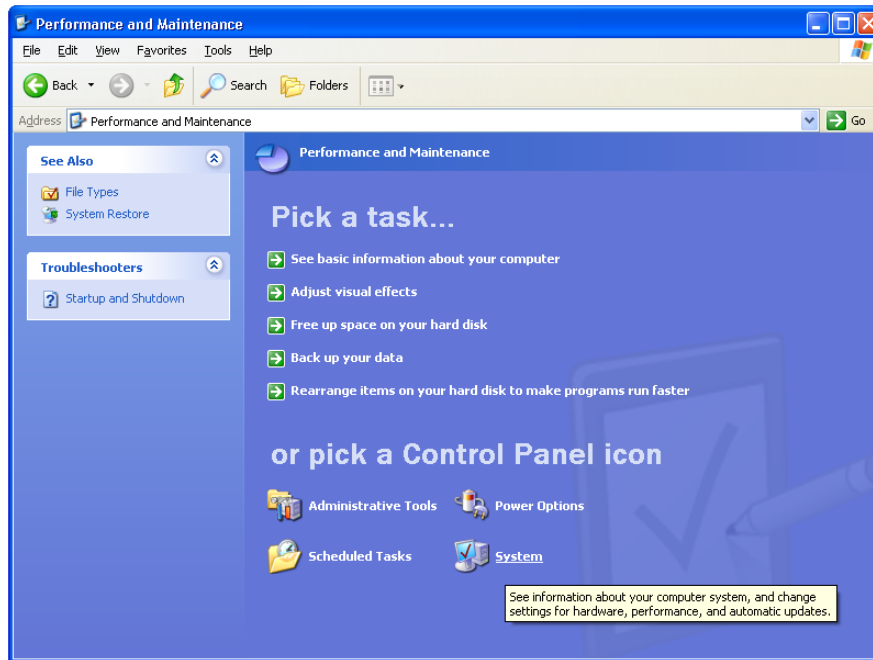 Performance and Maintenance
File Edit View Favorites Tools Help
Back Search Folders
Address Performance and Maintenance Go
See Also
File Types
System Restore
Troubleshooters
Startup and Shutdown
Performance and Maintenance
Pick a task...
See basic information about your computer
Adjust visual effects
Free up space on your hard disk
Back up your data
Rearrange items on your hard disk to make programs run faster
or pick a Control Panel icon
Administrative Tools Power Options
Scheduled Tasks System
See information about your computer system, and change
settings for hardware, performance, and automatic updates.